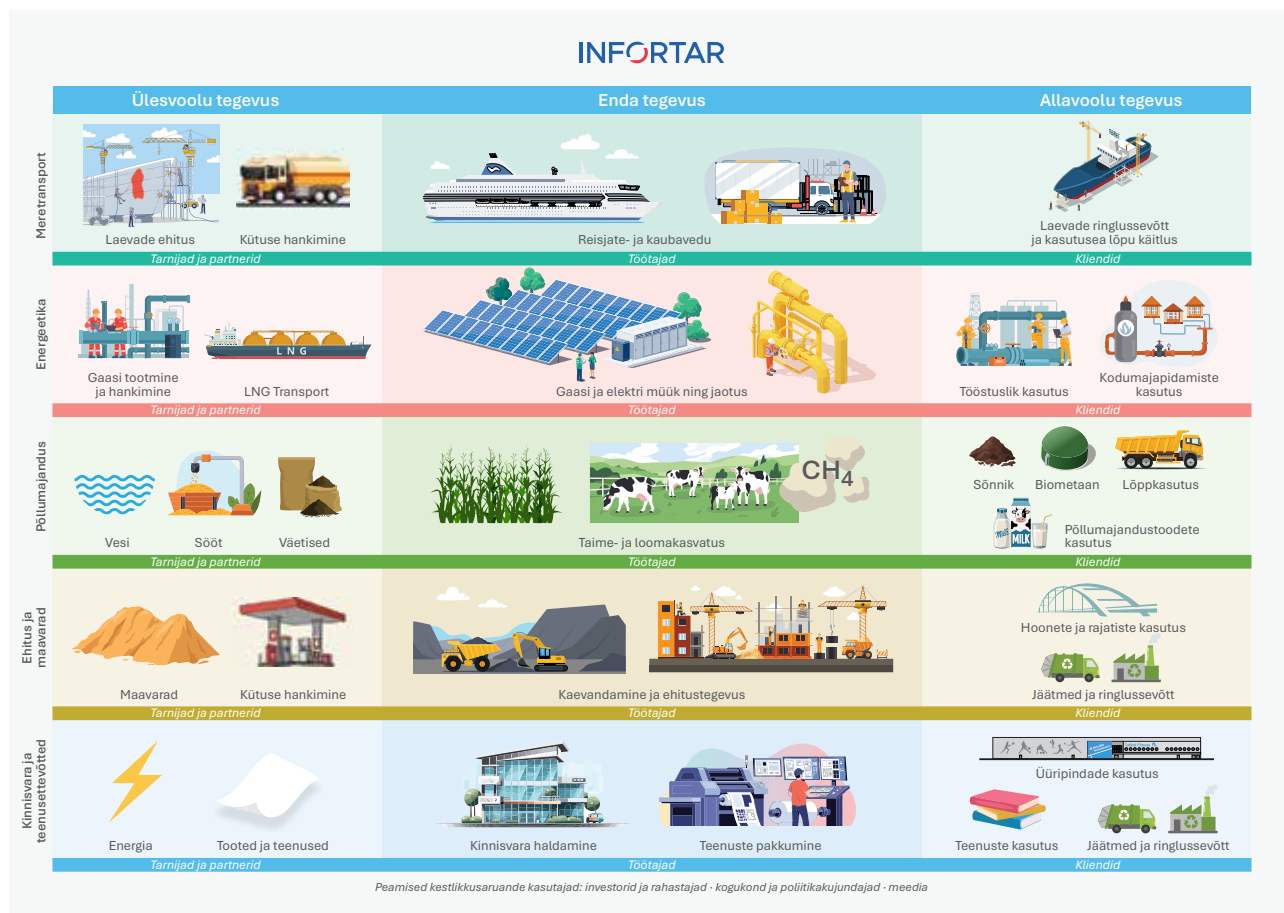 INFORTAR
Ülesvoolu tegevus
Enda tegevus
Allavoolu tegevus
Meretransport
Laevade ehitus
Kütuse hankimine
Reisjate- ja kaubavedu
Laevade ringlussevõtt
ja kasutusea lõpu käitlus
Tarnijad ja partnerid
Töötajad
Kliendid
Energeetika
LNG
Gaasi tootmine
ja hankimine
LNG Transport
Gaasi ja elektri müük ning jaotus
Tööstuslik kasutus
Kodumajapidamiste
kasutus
Tarnijad ja partnerid
Töötajad
Kliendid
Põllumajandus
CH4
Vesi
Sööt
Väetised
Taime- ja loomakasvatus
Sõnnik
Biometaan
Lõppkasutus
Milk
MILK
Põllumajandustoodete
kasutus
Tarnijad ja partnerid
Töötajad
Kliendid
Ehitus ja
maavarad
Maavarad
Kütuse hankimine
Kaevandamine ja ehitustegevus
Hoonete ja rajatiste kasutus
Jäätmed ja ringlussevõtt
Tarnijad ja partnerid
Töötajad
Kliendid
Kinnisvara ja
teenusettevõtted
Energia
Tooted ja teenused
Kinnisvara haldamine
Teenuste pakkumine
Üüripindade kasutus
Teenuste kasutus
Jäätmed ja ringlussevõtt
Tarnijad ja partnerid
Töötajad
Kliendid
Peamised kestlikkusaruande kasutajad: investorid ja rahastajad · kogukond ja poliitikakujundajad · meedia